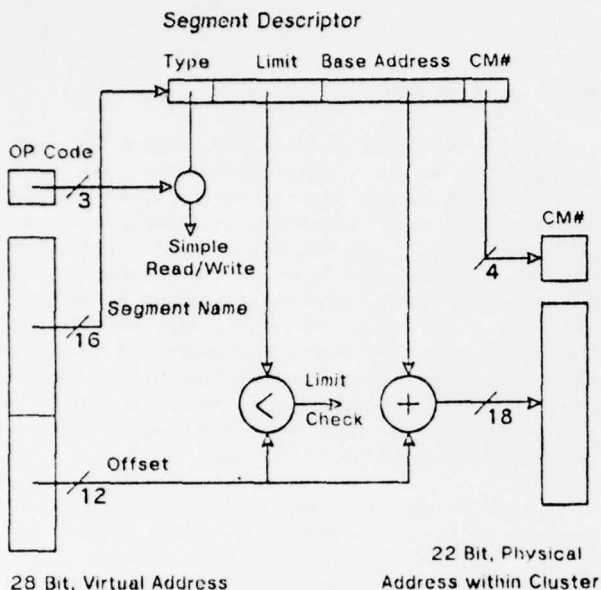 Segment Descriptor
Type Limit Base Address CM#
OP Code
3
Simple
Read/Write
CM#
4
Segment Name
16
<
Limit
Check
+
18
Offset
12
28 Bit, Virtual Address
22 Bit, Physical
Address within Cluster